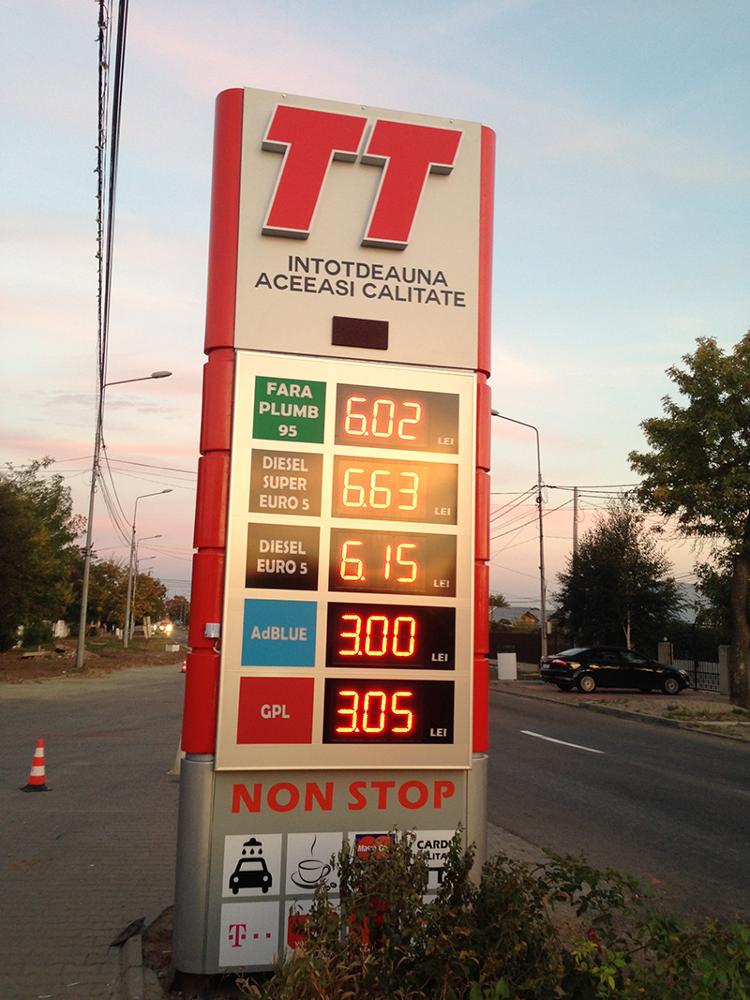 TT
INTOTDEAUNA
ACEEASI CALITATE
FARA
PLUMB
95
6.02 LEI
DIESEL
SUPER
EURO 5
6.63 LEI
DIESEL
EURO 5
6.15 LEI
AdBLUE
3.00 LEI
GPL
3.05 LEI
NON STOP
CARD
T